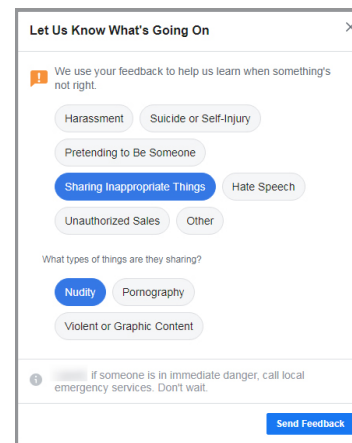 Let Us Know What's Going On
We use your feedback to help us learn when something's
not right.
Harassment Suicide or Self-Injury
Pretending to Be Someone
Sharing Inappropriate Things Hate Speech
Unauthorized Sales Other
What types of things are they sharing?
Nudity Pornography
Violent or Graphic Content
if someone is in immediate danger, call local
emergency services. Don't wait.
Send Feedback